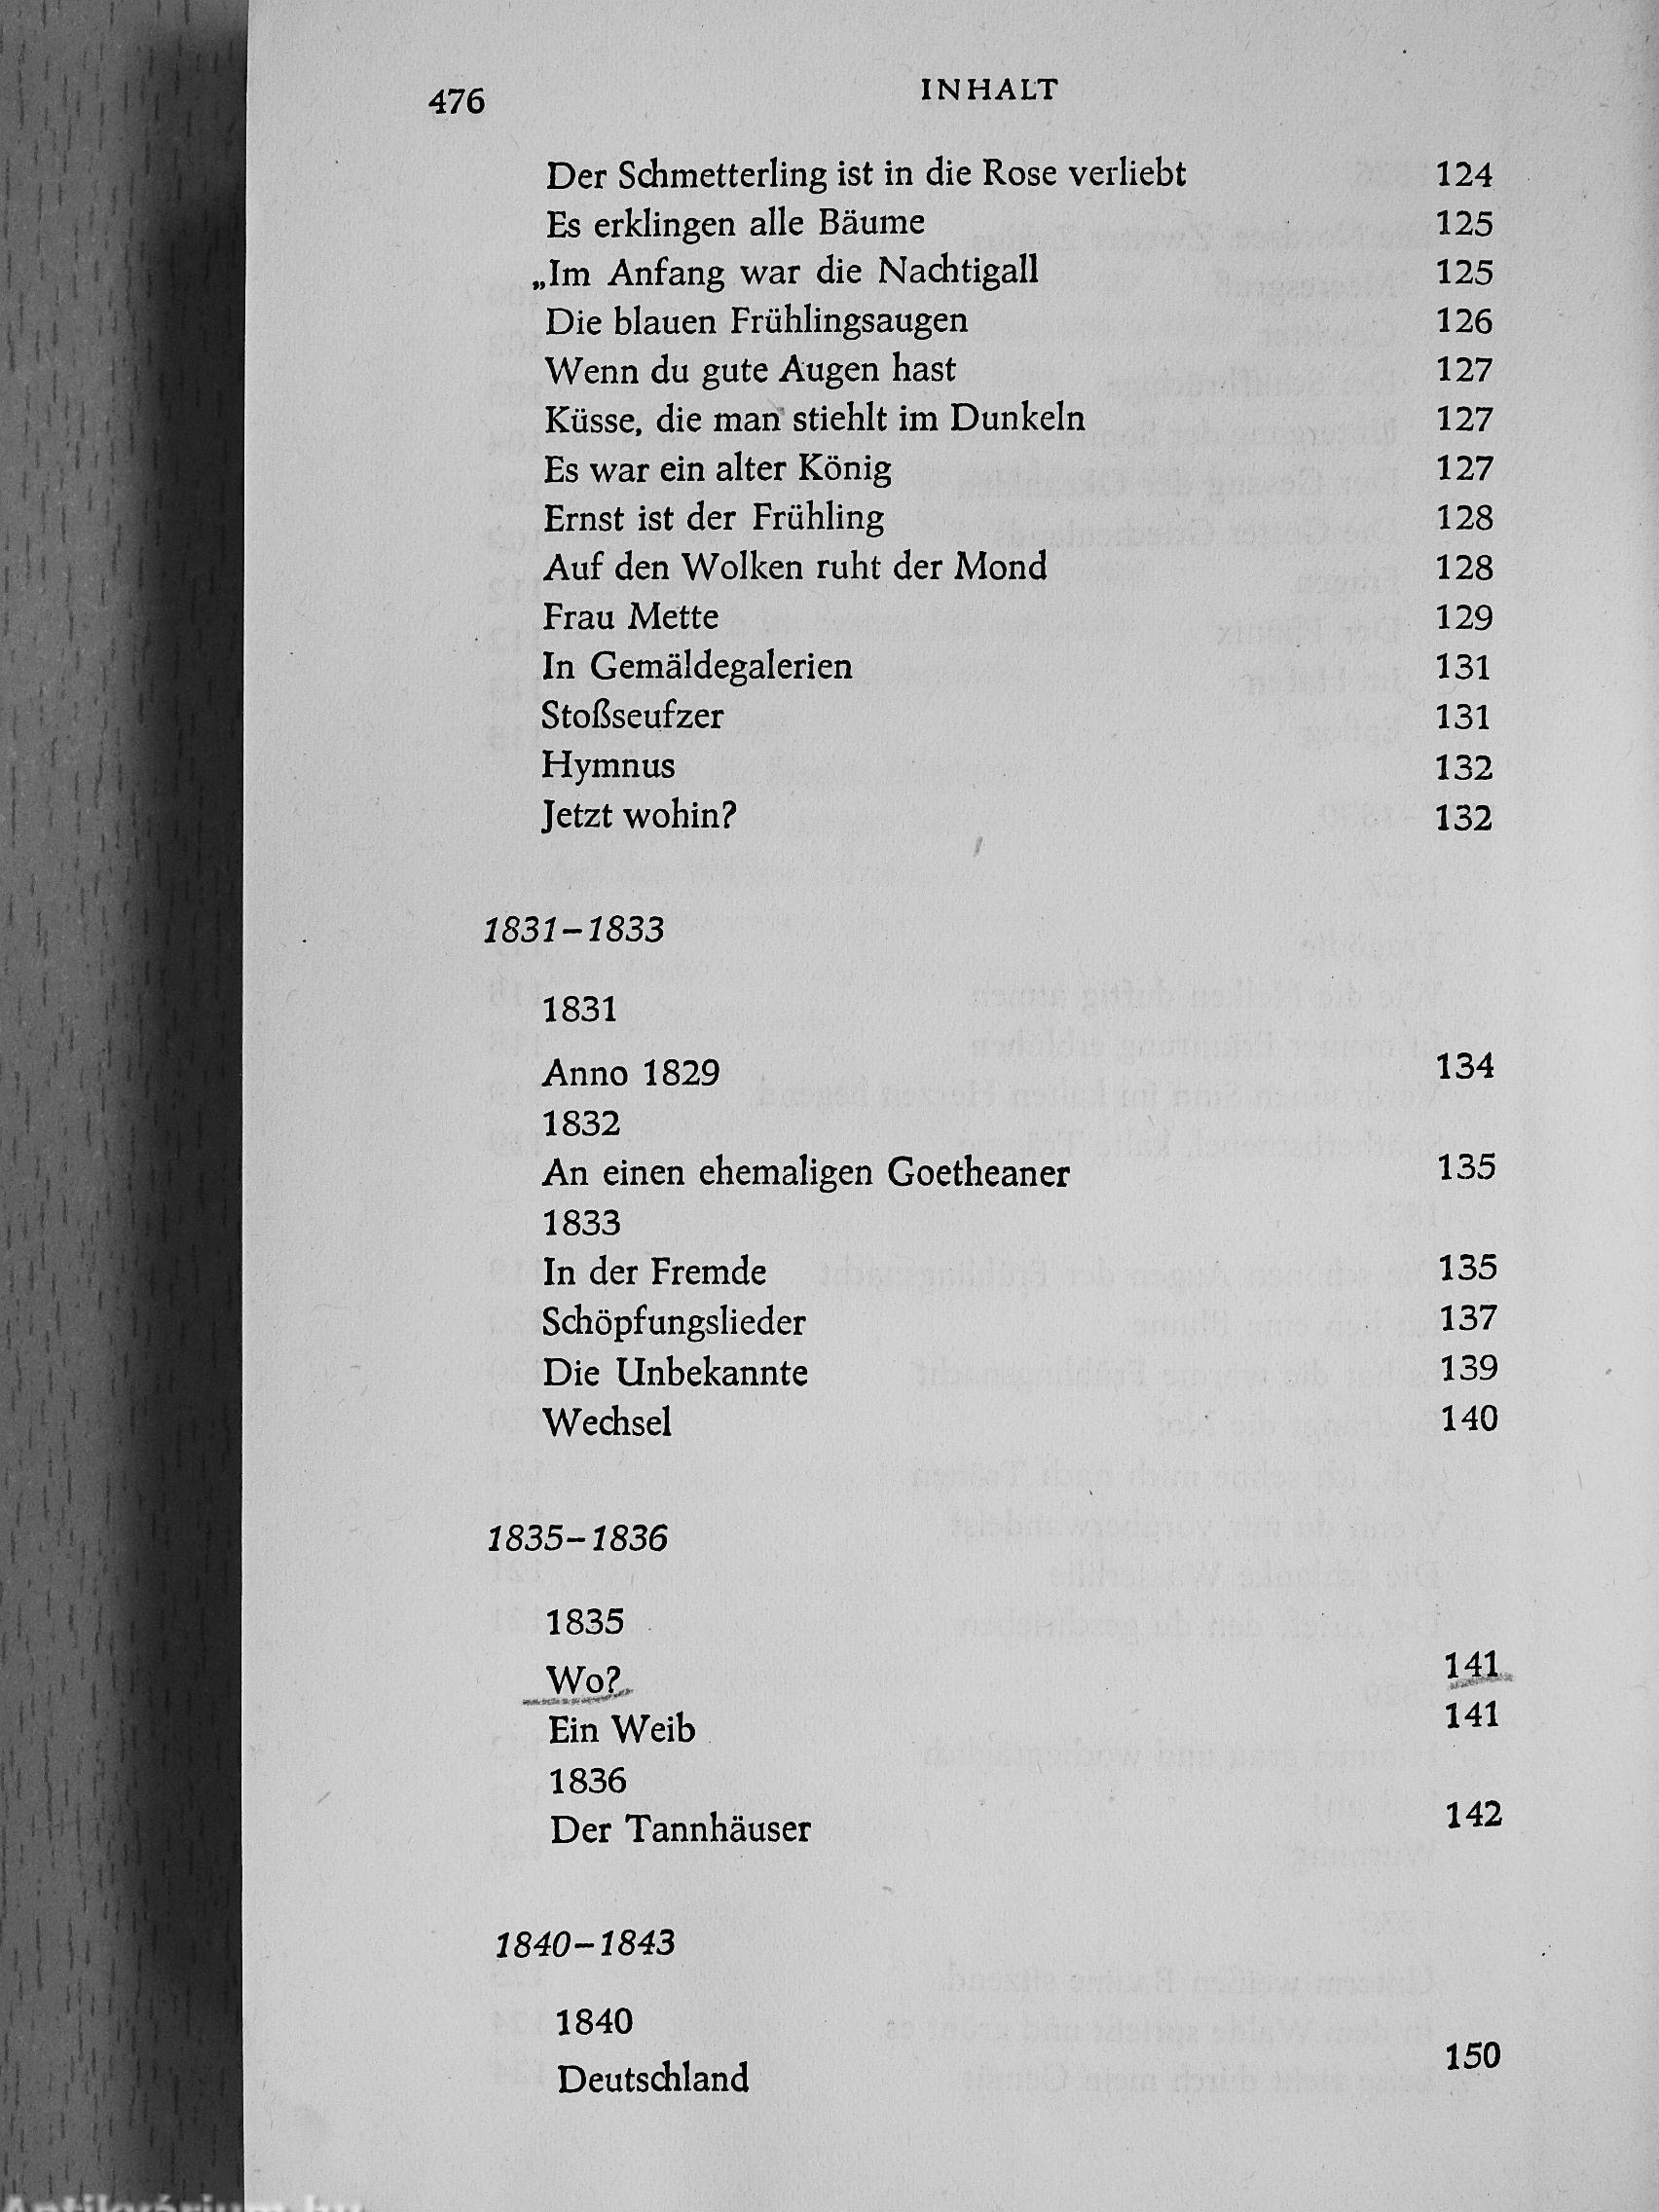 476 INHALT
Der Schmetterling ist in die Rose verliebt 124
Es erklingen alle Bäume 125
„Im Anfang war die Nachtigall 125
Die blauen Frühlingsaugen 126
Wenn du gute Augen hast 127
Küsse, die man stiehlt im Dunkeln 127
Es war ein alter König 127
Ernst ist der Frühling 128
Auf den Wolken ruht der Mond 128
Frau Mette 129
In Gemäldegalerien 131
Stoßseufzer 131
Hymnus 132
Jetzt wohin? 132
1831–1833
1831
Anno 1829 134
1832
An einen ehemaligen Goetheaner 135
1833
In der Fremde 135
Schöpfungslieder 137
Die Unbekannte 139
Wechsel 140
1835–1836
1835
Wo? 141
Ein Weib 141
1836
Der Tannhäuser 142
1840–1843
1840
Deutschland 150